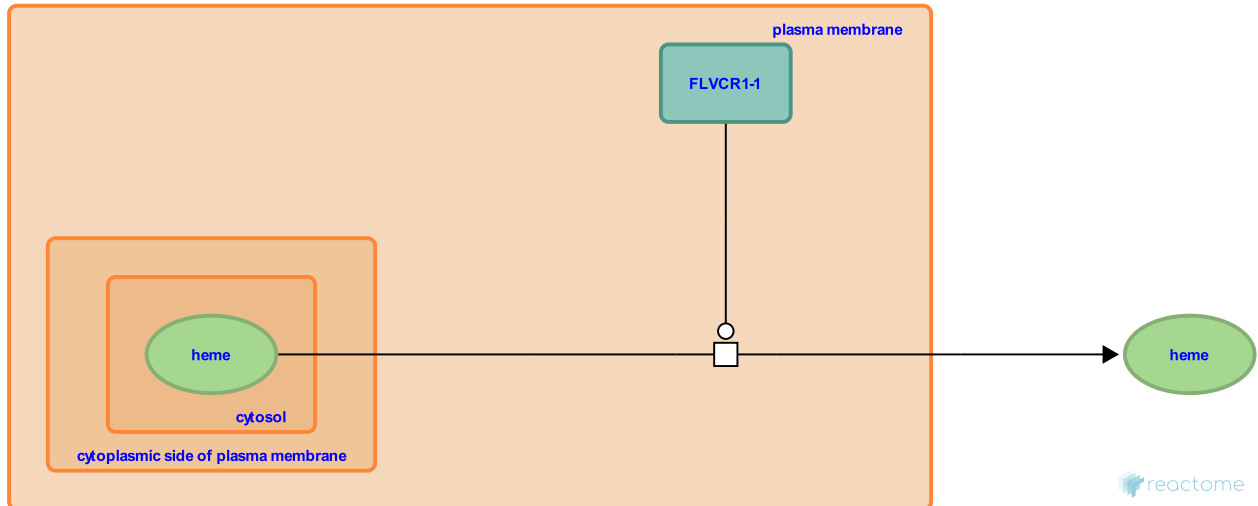 plasma membrane
FLVCR1-1
heme
heme
cytosol
cytoplasmic side of plasma membrane
reactome